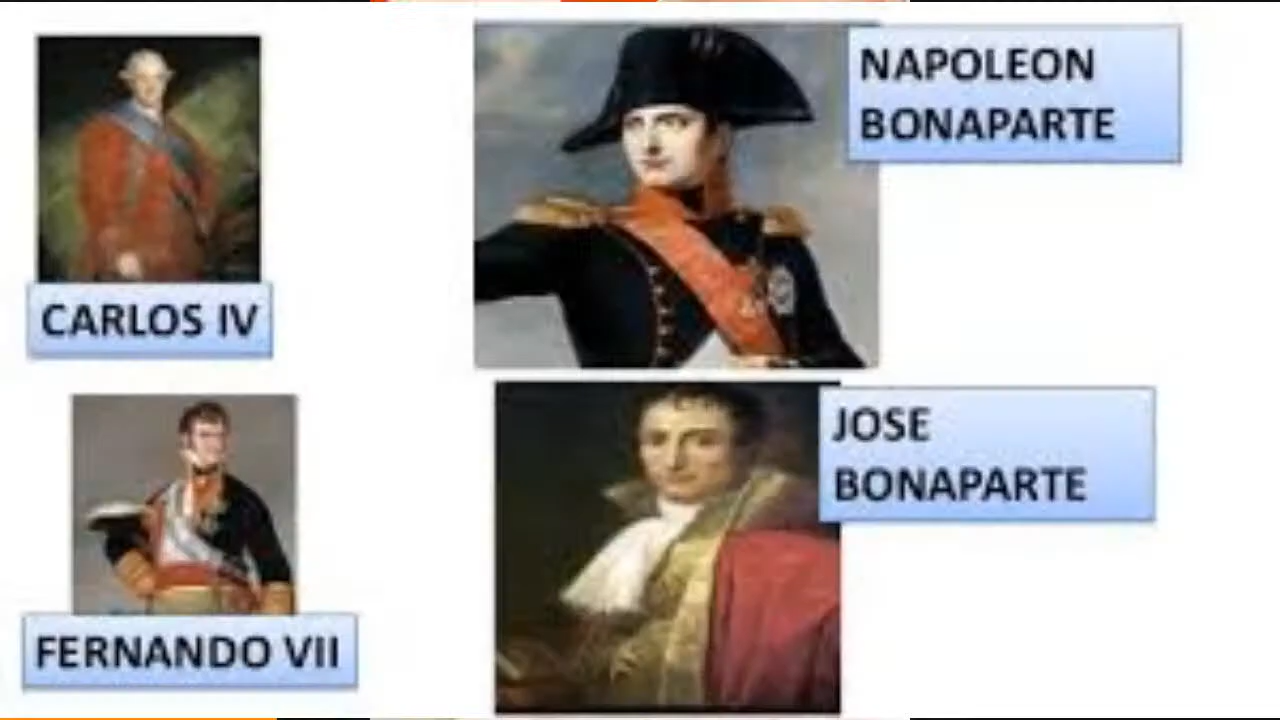 CARLOS IV
NAPOLEON
BONAPARTE
FERNANDO VII
JOSE
BONAPARTE